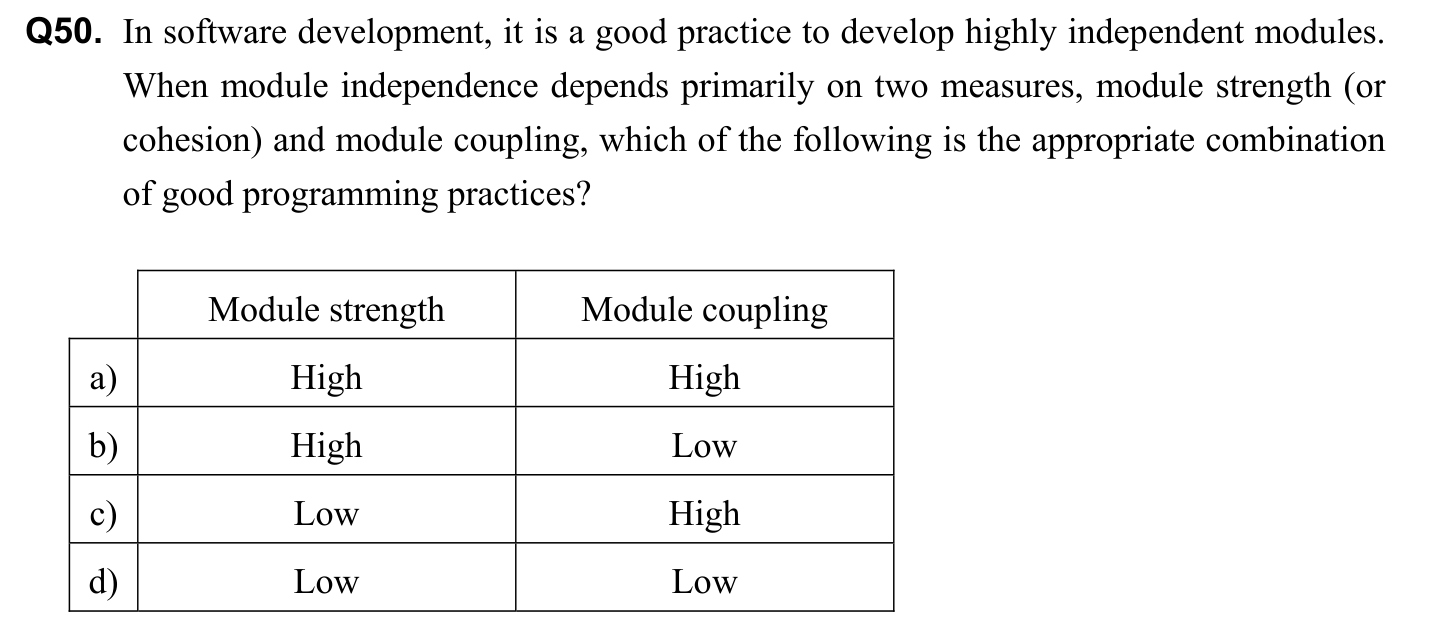 Q50. In software development, it is a good practice to develop highly independent modules.
When module independence depends primarily on two measures, module strength (or
cohesion) and module coupling, which of the following is the appropriate combination
of good programming practices?
Module strength Module coupling
a) High High
b) High Low
c) Low High
d) Low Low